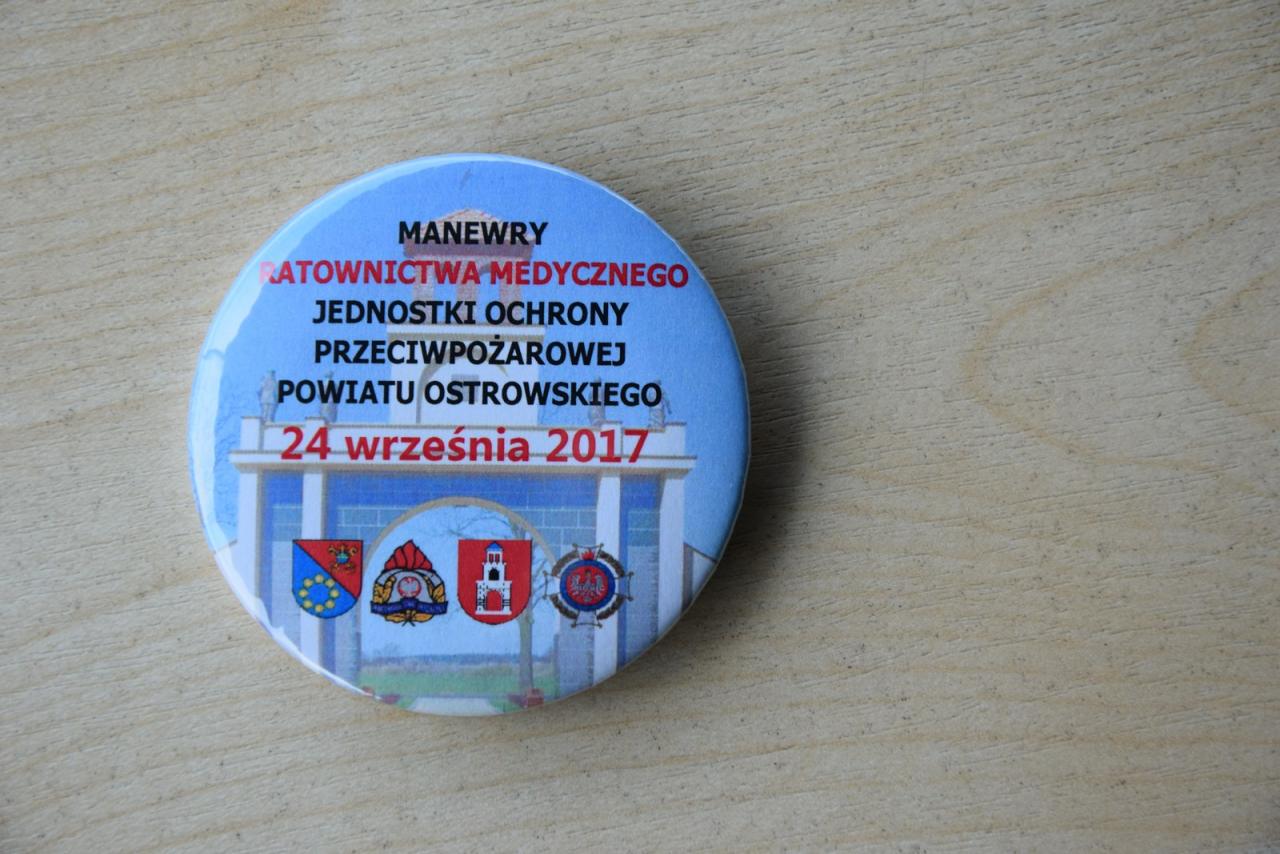 MANEWRY
RATOWNICTWA MEDYCZNEGO
JEDNOSTKI OCHRONY
PRZECIWPOŻAROWEJ
POWIATU OSTROWSKIEGO
24 września 2017